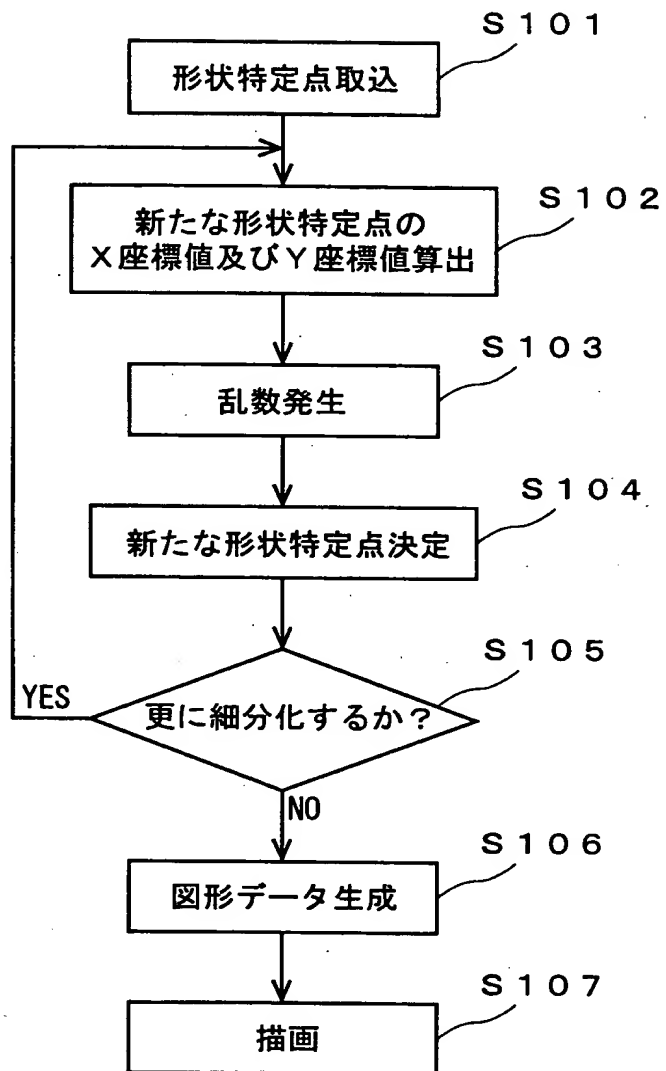 S101
形状特定点取込
S102
新たな形状特定点の
X座標値及びY座標値算出
S103
乱数発生
S104
新たな形状特定点決定
S105
更に細分化するか？
YES
NO
S106
図形データ生成
S107
描画